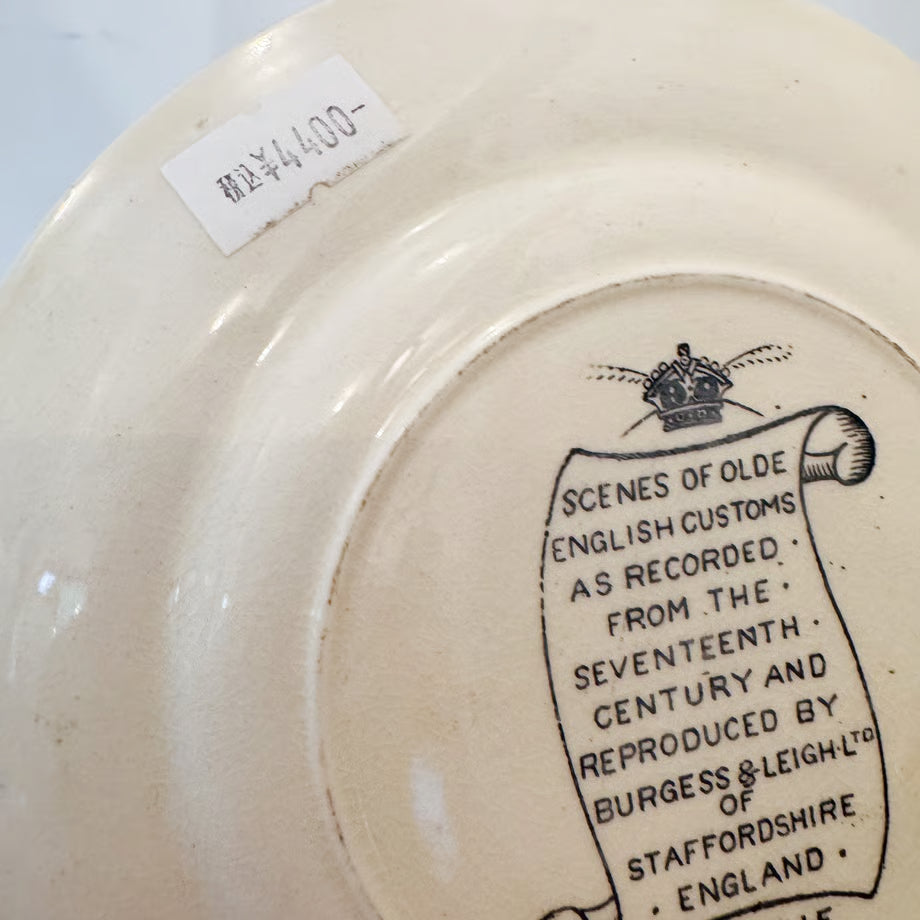 税込¥4400-
SCENES OF OLDE
ENGLISH CUSTOMS
AS RECORDED ·
FROM THE ·
SEVENTEENTH ·
CENTURY AND
REPRODUCED BY
BURGESS & LEIGH·LTD
OF
STAFFORDSHIRE
· ENGLAND ·